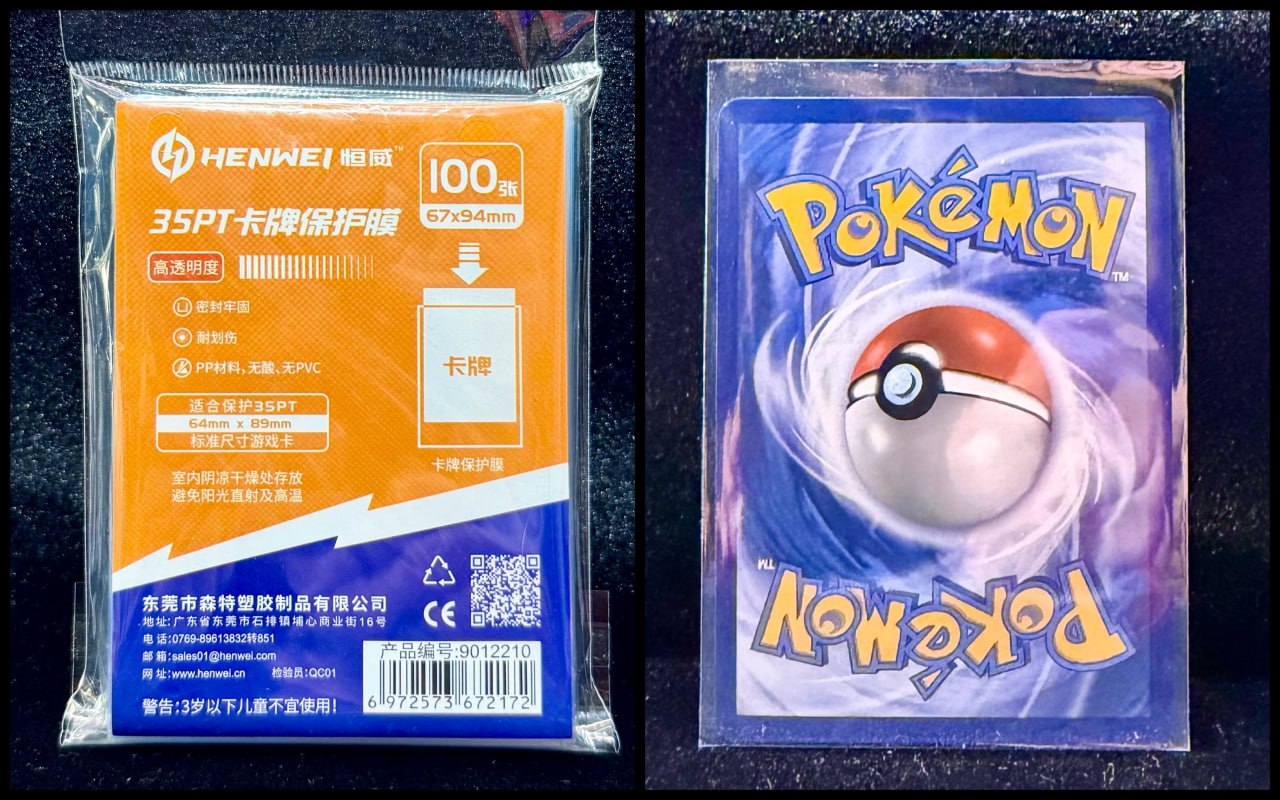 HENWEI 恒威™
100张
67x94mm
35PT卡牌保护膜
高透明度
密封牢固
耐划伤
PP材料,无酸、无PVC
卡牌
适合保护35PT
64mm x 89mm
标准尺寸游戏卡
卡牌保护膜
室内阴凉干燥处存放
避免阳光直射及高温
CE
东莞市森特塑胶制品有限公司
地址:广东省东莞市石排镇埔心商业街16号
电话:0769-89613832转851
邮箱:sales01@henwei.com
网址:www.henwei.cn 检验员:QC01
警告:3岁以下儿童不宜使用!
产品编号:9012210
6 972573 672172
POKéMON
TM
TM
POKéMON